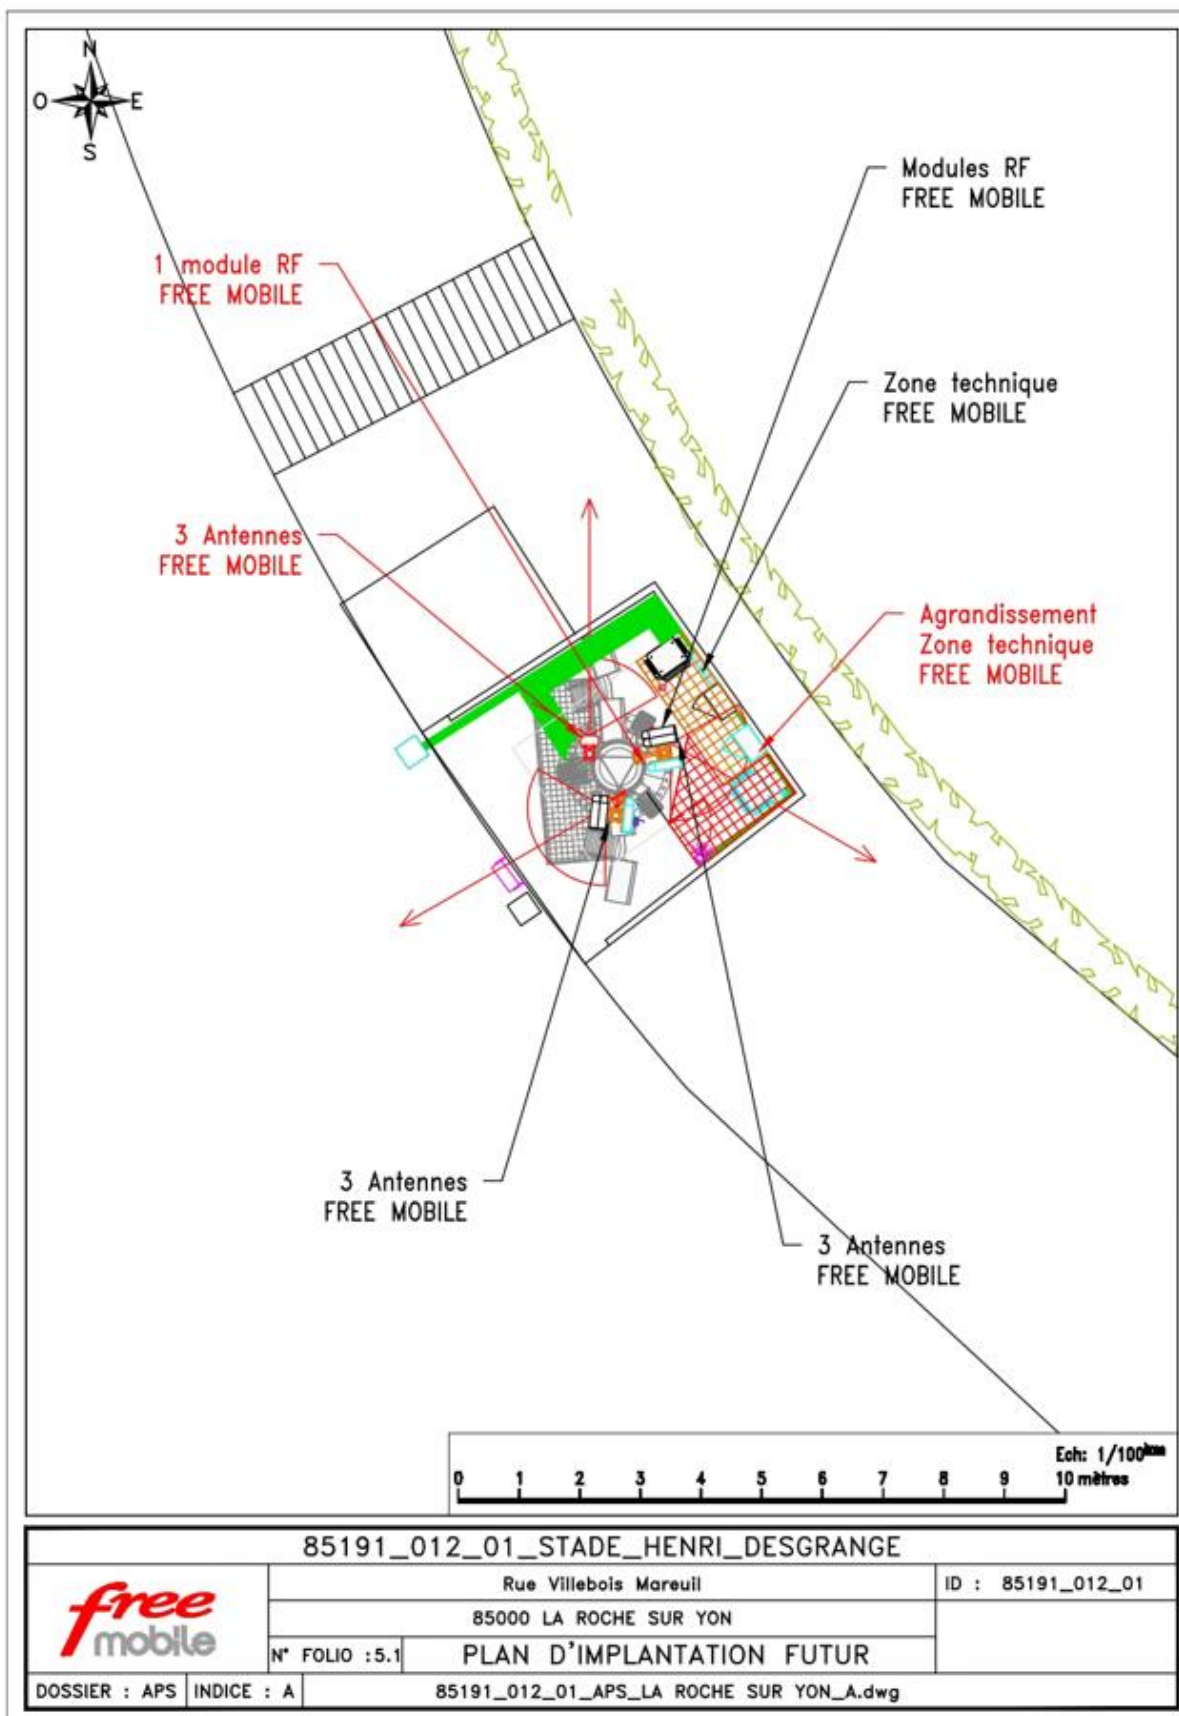 N
O
E
S
Modules RF
FREE MOBILE
1 module RF
FREE MOBILE
Zone technique
FREE MOBILE
3 Antennes
FREE MOBILE
Agrandissement
Zone technique
FREE MOBILE
3 Antennes
FREE MOBILE
3 Antennes
FREE MOBILE
Ech: 1/100
0 1 2 3 4 5 6 7 8 9 10 mètres
85191_012_01_STADE_HENRI_DESGRANGE
free
mobile
Rue Villebois Mareuil
ID : 85191_012_01
85000 LA ROCHE SUR YON
N° FOLIO :5.1
PLAN D'IMPLANTATION FUTUR
DOSSIER : APS
INDICE : A
85191_012_01_APS_LA ROCHE SUR YON_A.dwg